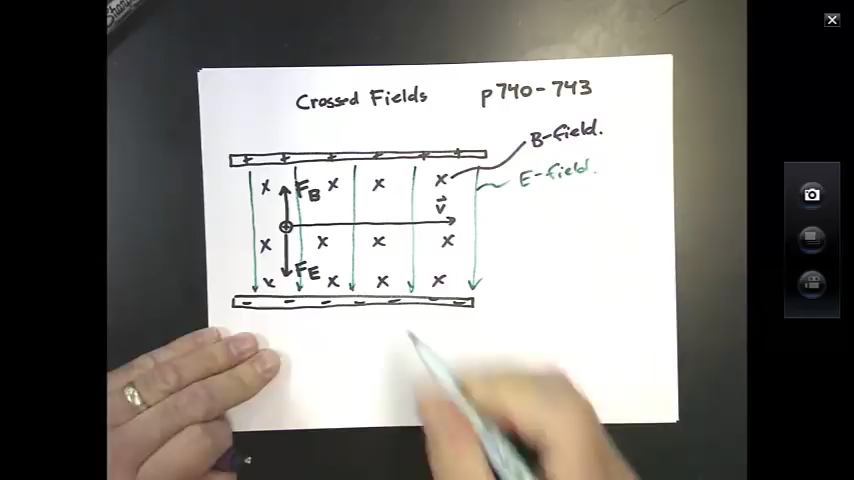 Crossed Fields p740-743
B-field.
E-field.
+ + + + + +
x F_B x x x
v⃗
+
x x x x
F_E
x x x x
- - - - - - -